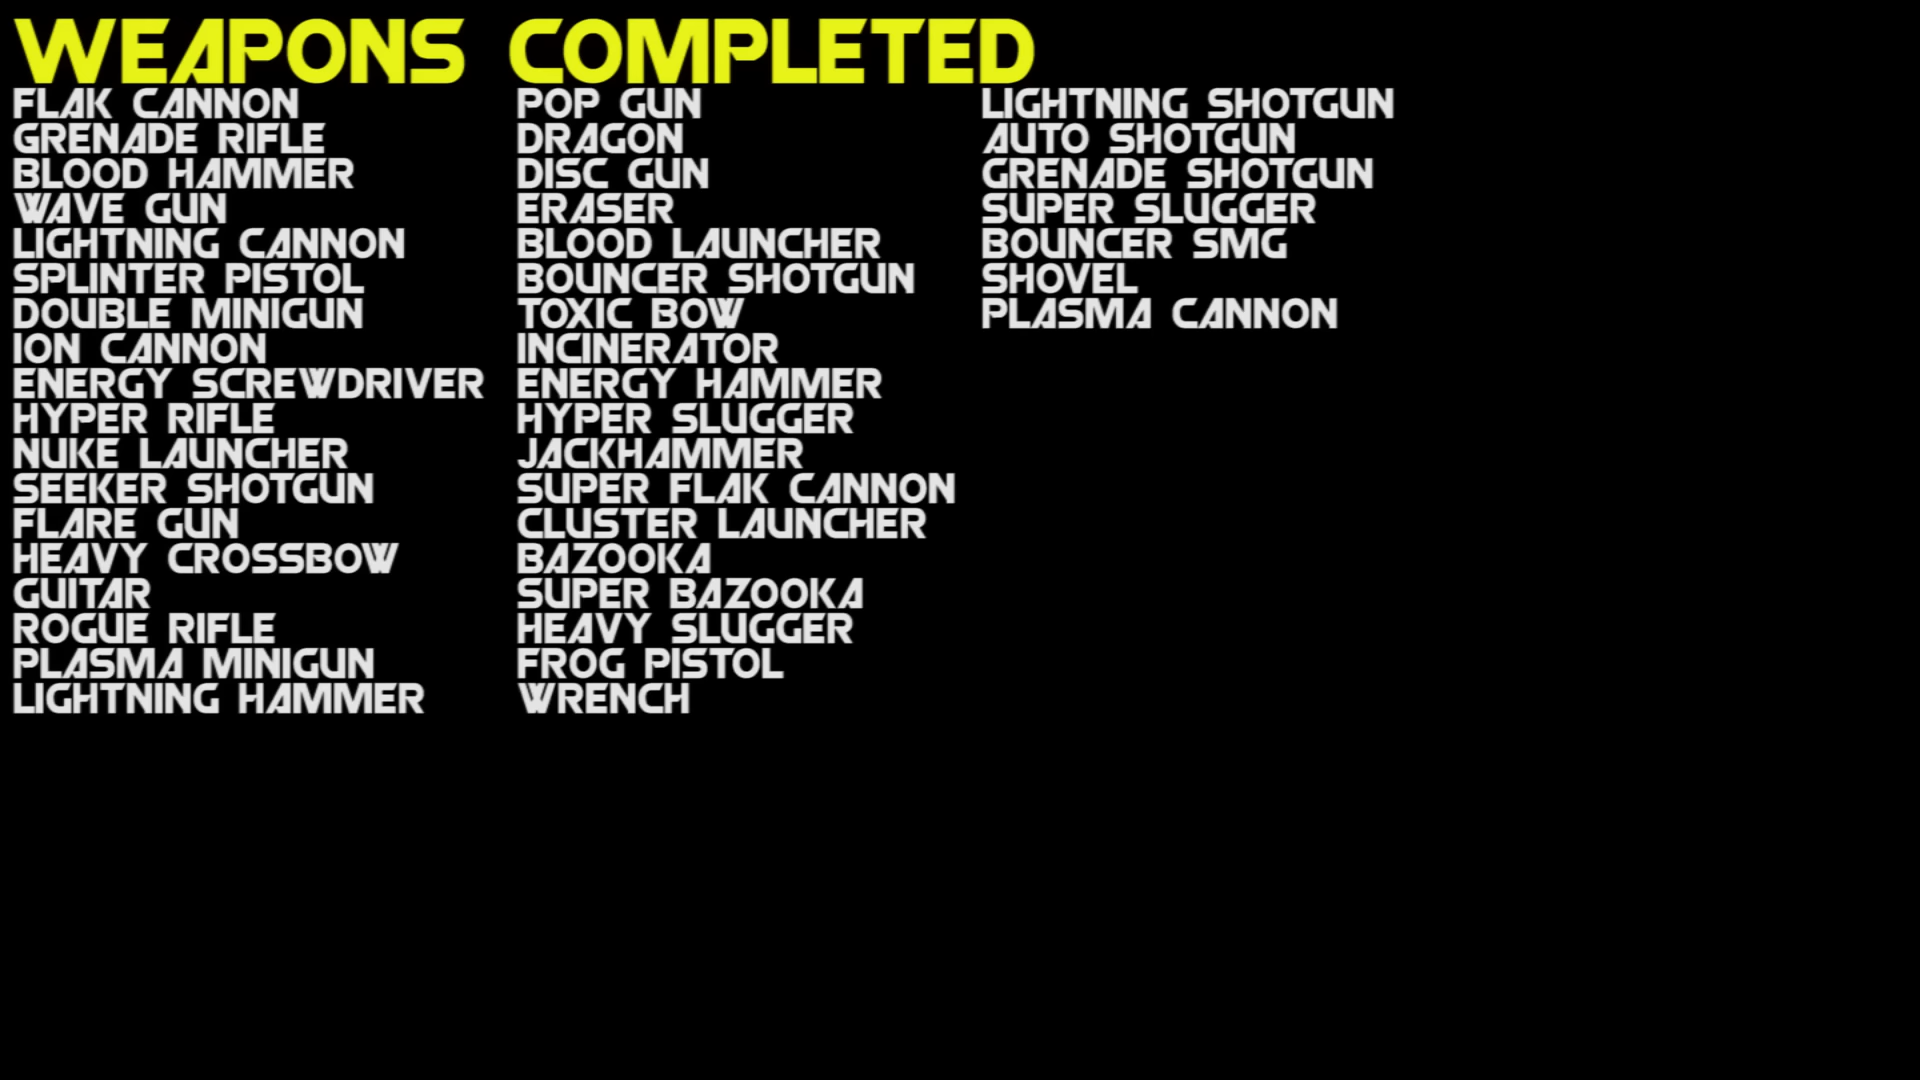 WEAPONS COMPLETED
FLAK CANNON
GRENADE RIFLE
BLOOD HAMMER
WAVE GUN
LIGHTNING CANNON
SPLINTER PISTOL
DOUBLE MINIGUN
ION CANNON
ENERGY SCREWDRIVER
HYPER RIFLE
NUKE LAUNCHER
SEEKER SHOTGUN
FLARE GUN
HEAVY CROSSBOW
GUITAR
ROGUE RIFLE
PLASMA MINIGUN
LIGHTNING HAMMER
POP GUN
DRAGON
DISC GUN
ERASER
BLOOD LAUNCHER
BOUNCER SHOTGUN
TOXIC BOW
INCINERATOR
ENERGY HAMMER
HYPER SLUGGER
JACKHAMMER
SUPER FLAK CANNON
CLUSTER LAUNCHER
BAZOOKA
SUPER BAZOOKA
HEAVY SLUGGER
FROG PISTOL
WRENCH
LIGHTNING SHOTGUN
AUTO SHOTGUN
GRENADE SHOTGUN
SUPER SLUGGER
BOUNCER SMG
SHOVEL
PLASMA CANNON